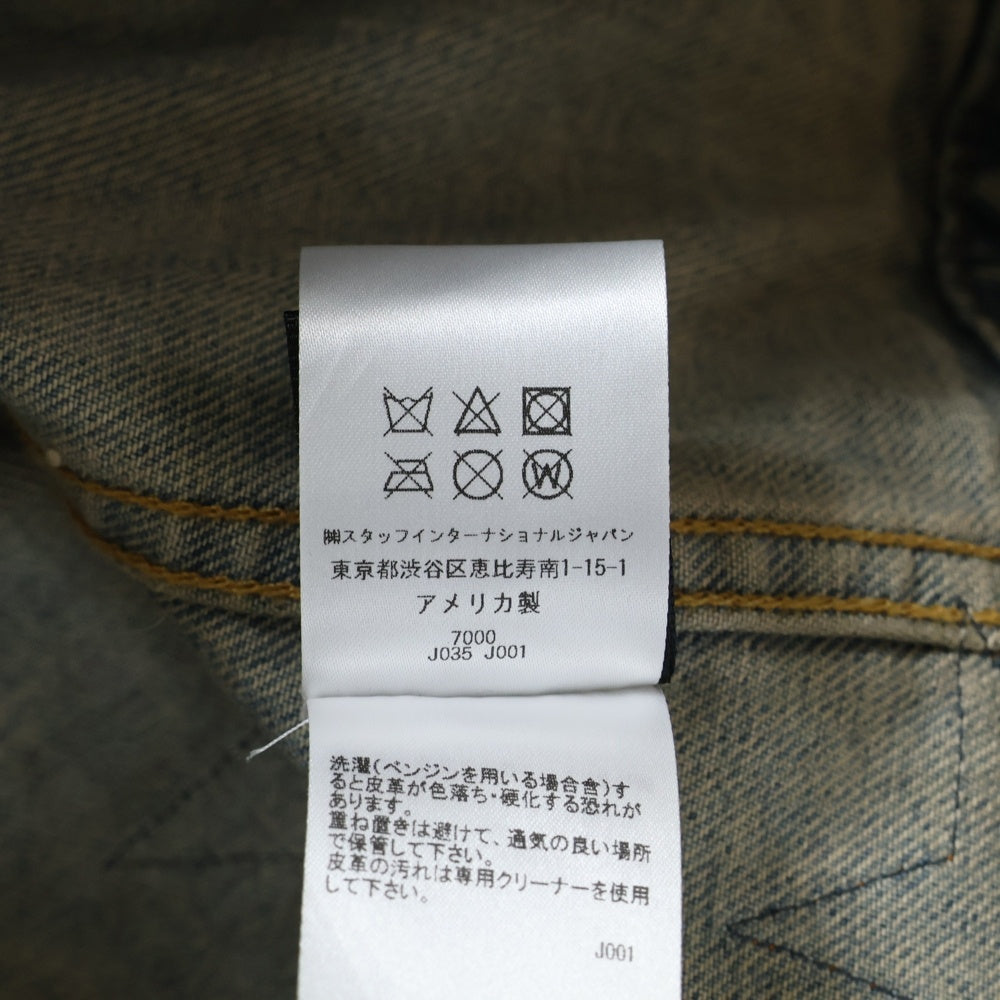 ㈱スタッフインターナショナルジャパン
東京都渋谷区恵比寿南1-15-1
アメリカ製
7000
J035 J001
洗濯(ベンジンを用いる場合含)す
ると皮革が色落ち・硬化する恐れが
あります。
重ね置きは避けて、通気の良い場所
で保管して下さい。
皮革の汚れは専用クリーナーを使用
して下さい。
J001